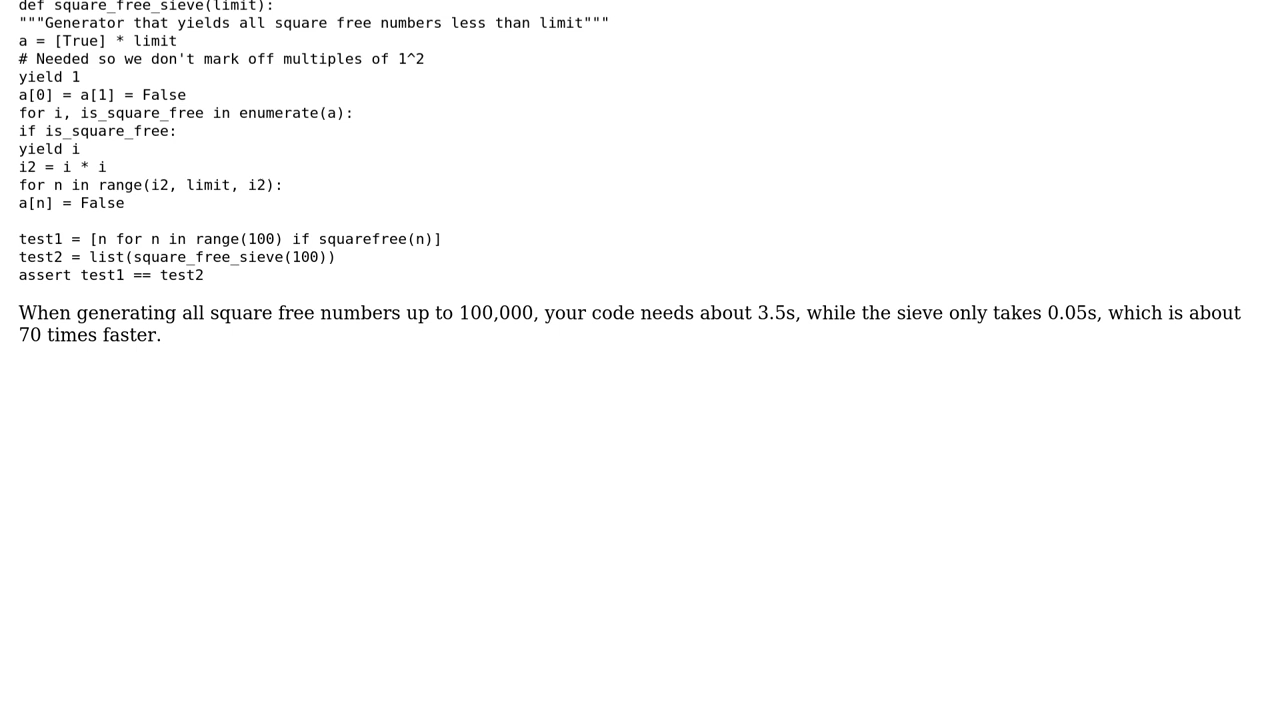 def square_free_sieve(limit):
"""Generator that yields all square free numbers less than limit"""
a = [True] * limit
# Needed so we don't mark off multiples of 1^2
yield 1
a[0] = a[1] = False
for i, is_square_free in enumerate(a):
if is_square_free:
yield i
i2 = i * i
for n in range(i2, limit, i2):
a[n] = False
test1 = [n for n in range(100) if squarefree(n)]
test2 = list(square_free_sieve(100))
assert test1 == test2
When generating all square free numbers up to 100,000, your code needs about 3.5s, while the sieve only takes 0.05s, which is about
70 times faster.